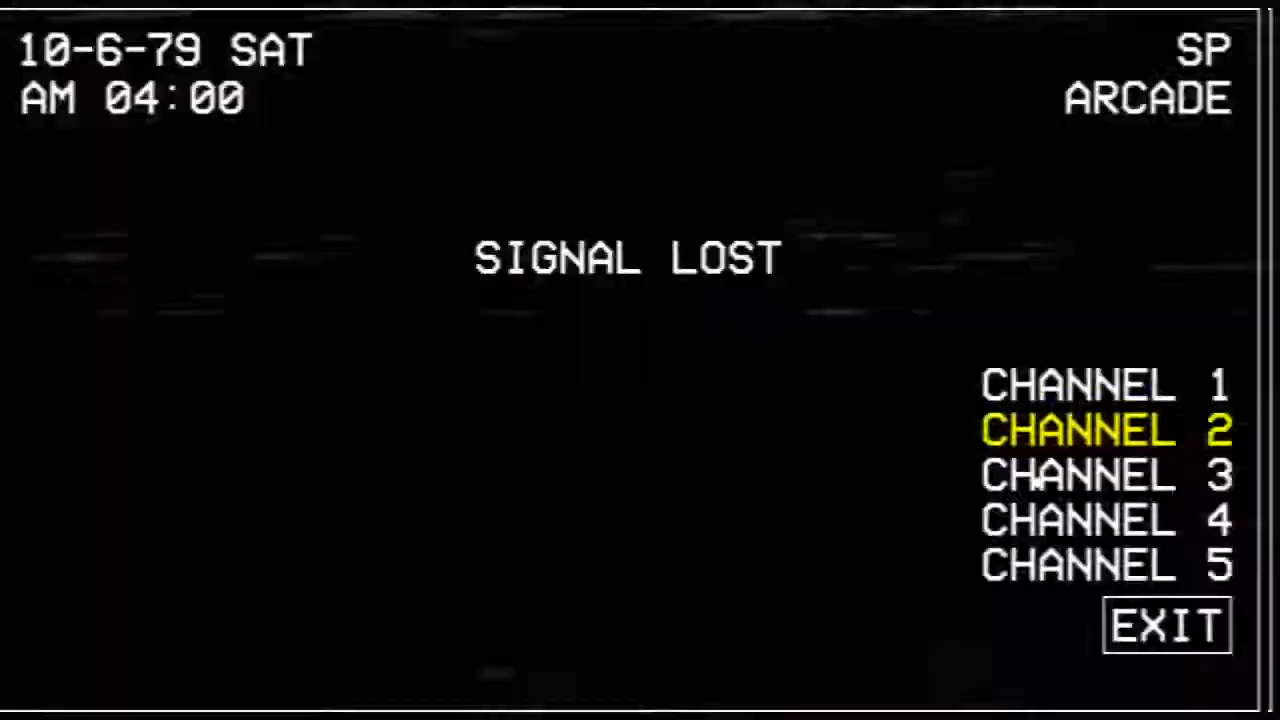 10-6-79 SAT
AM 04:00
SP
ARCADE
SIGNAL LOST
CHANNEL 1
CHANNEL 2
CHANNEL 3
CHANNEL 4
CHANNEL 5
EXIT